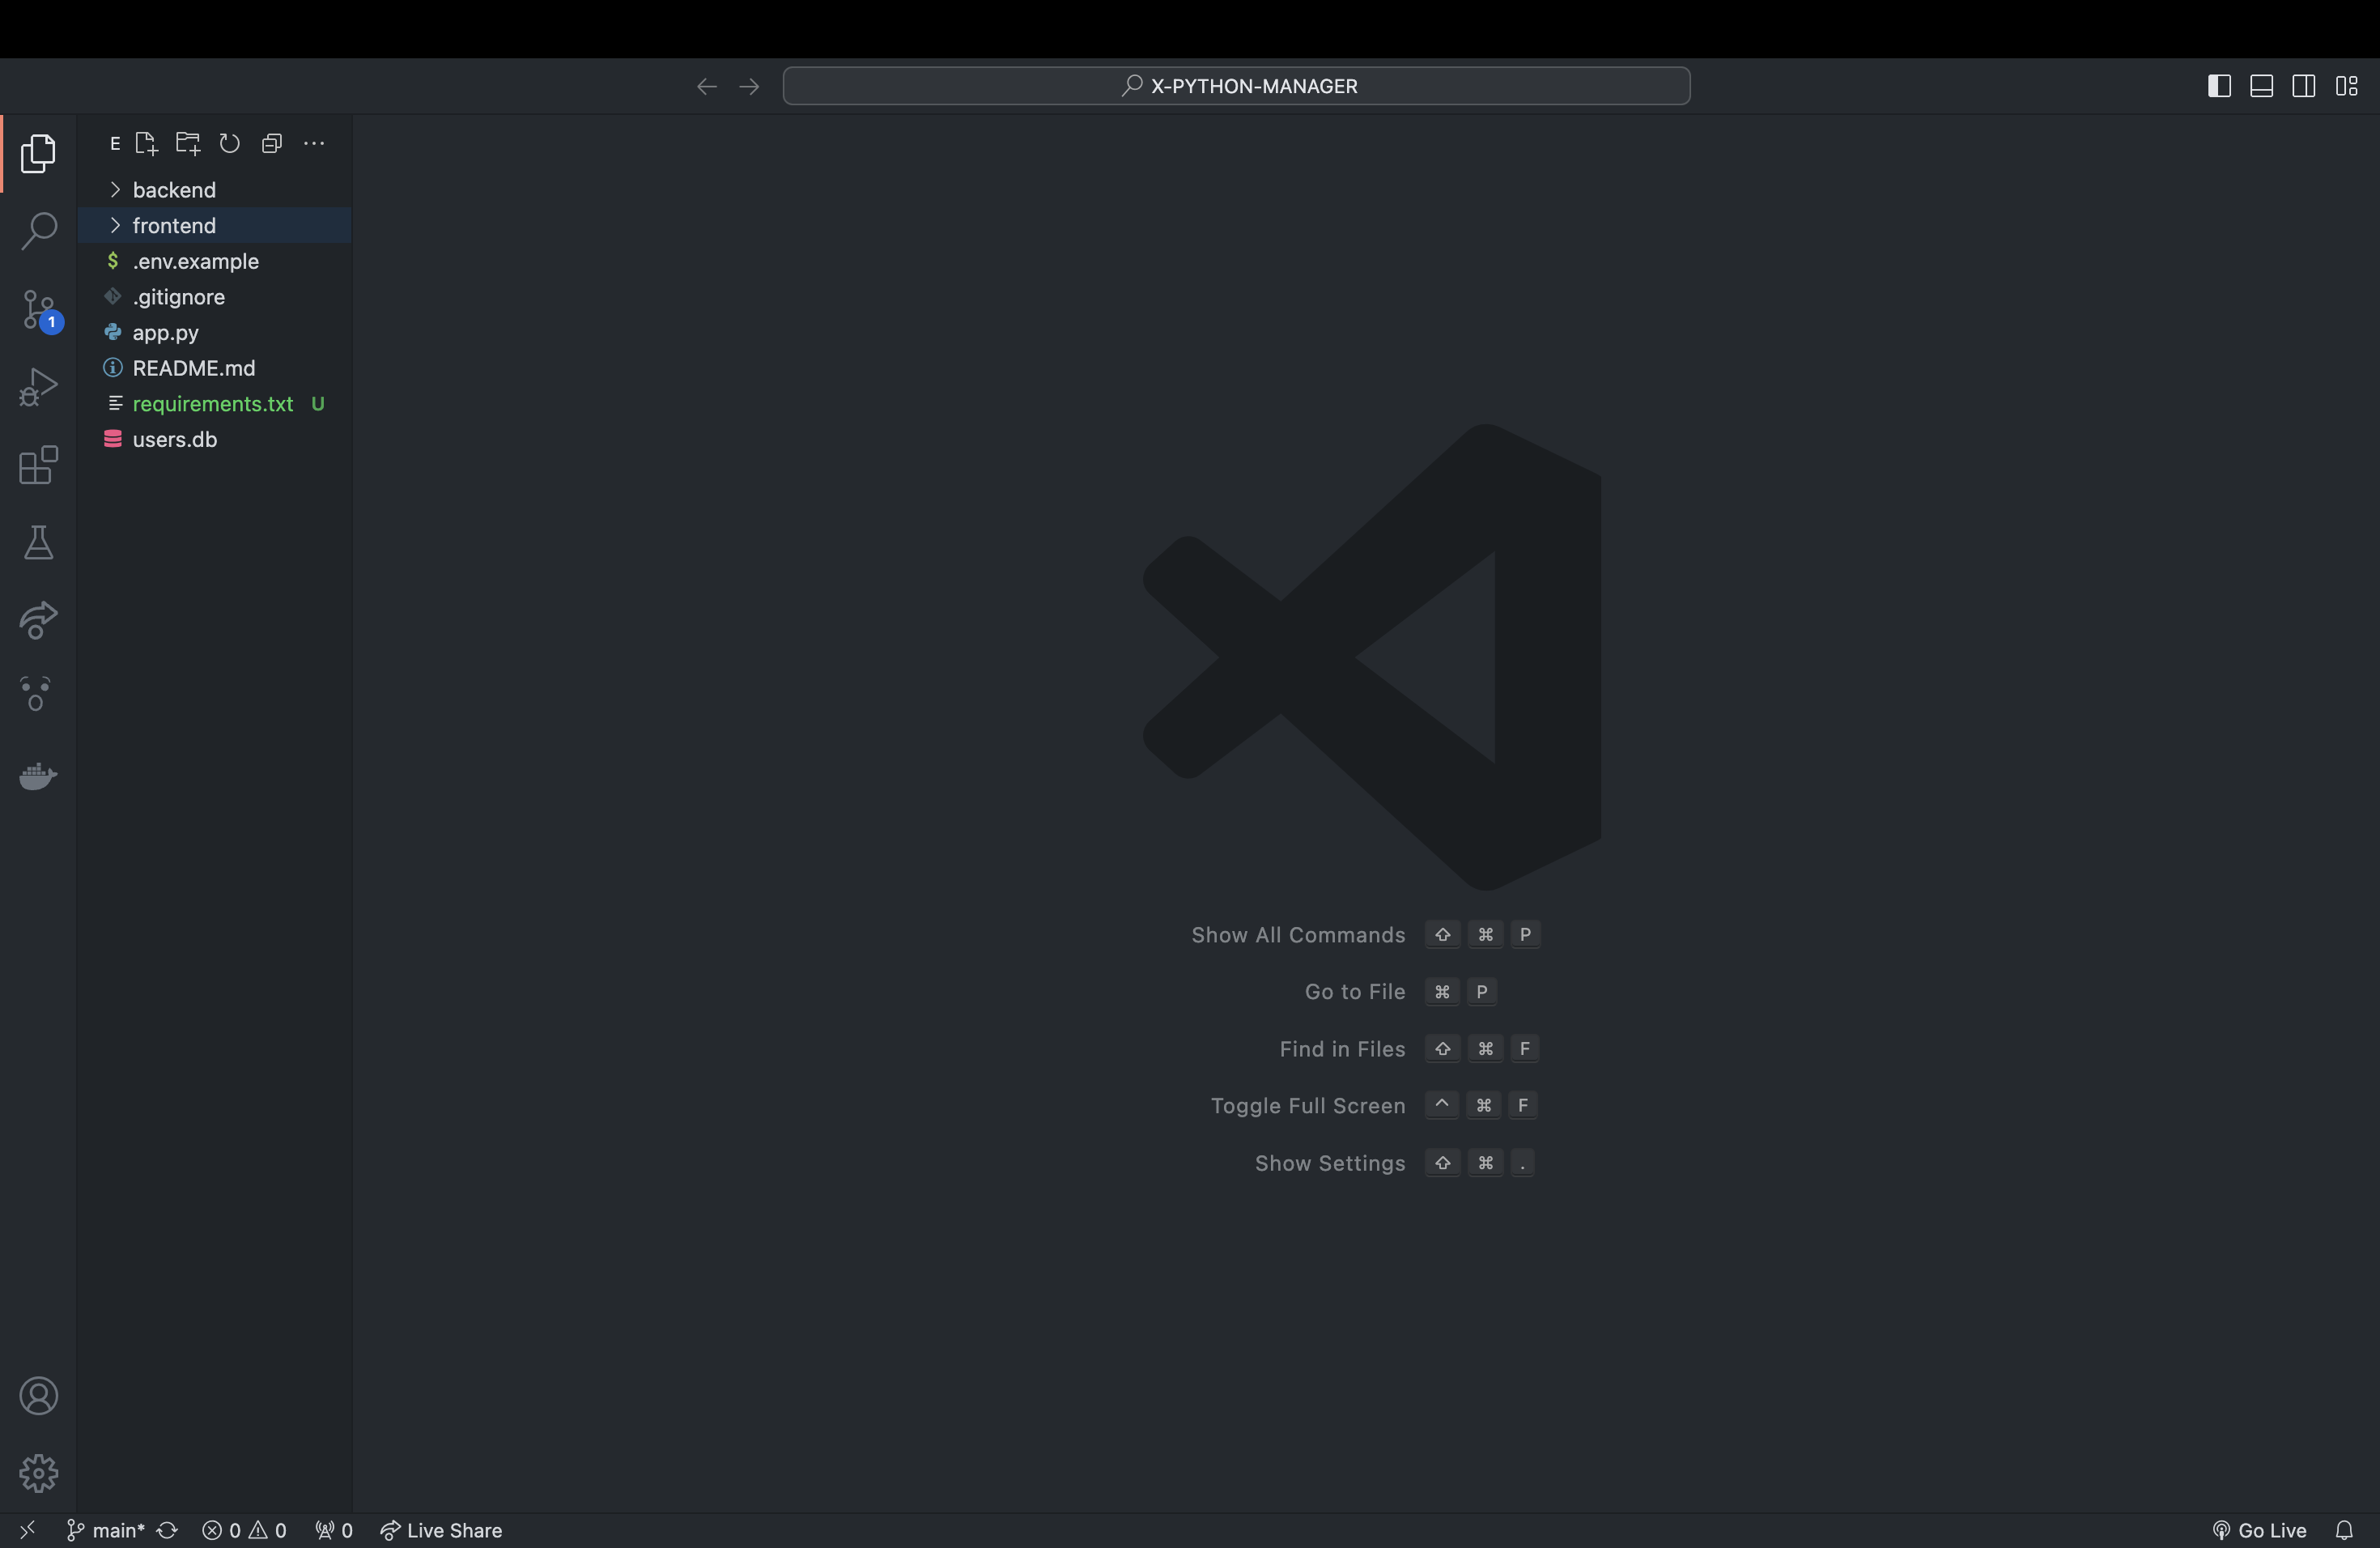 X-PYTHON-MANAGER
E
backend
frontend
.env.example
.gitignore
app.py
README.md
requirements.txt U
users.db
1
Show All Commands ⇧ ⌘ P
Go to File ⌘ P
Find in Files ⇧ ⌘ F
Toggle Full Screen ^ ⌘ F
Show Settings ⇧ ⌘ .
main* 0 0 0 Live Share Go Live